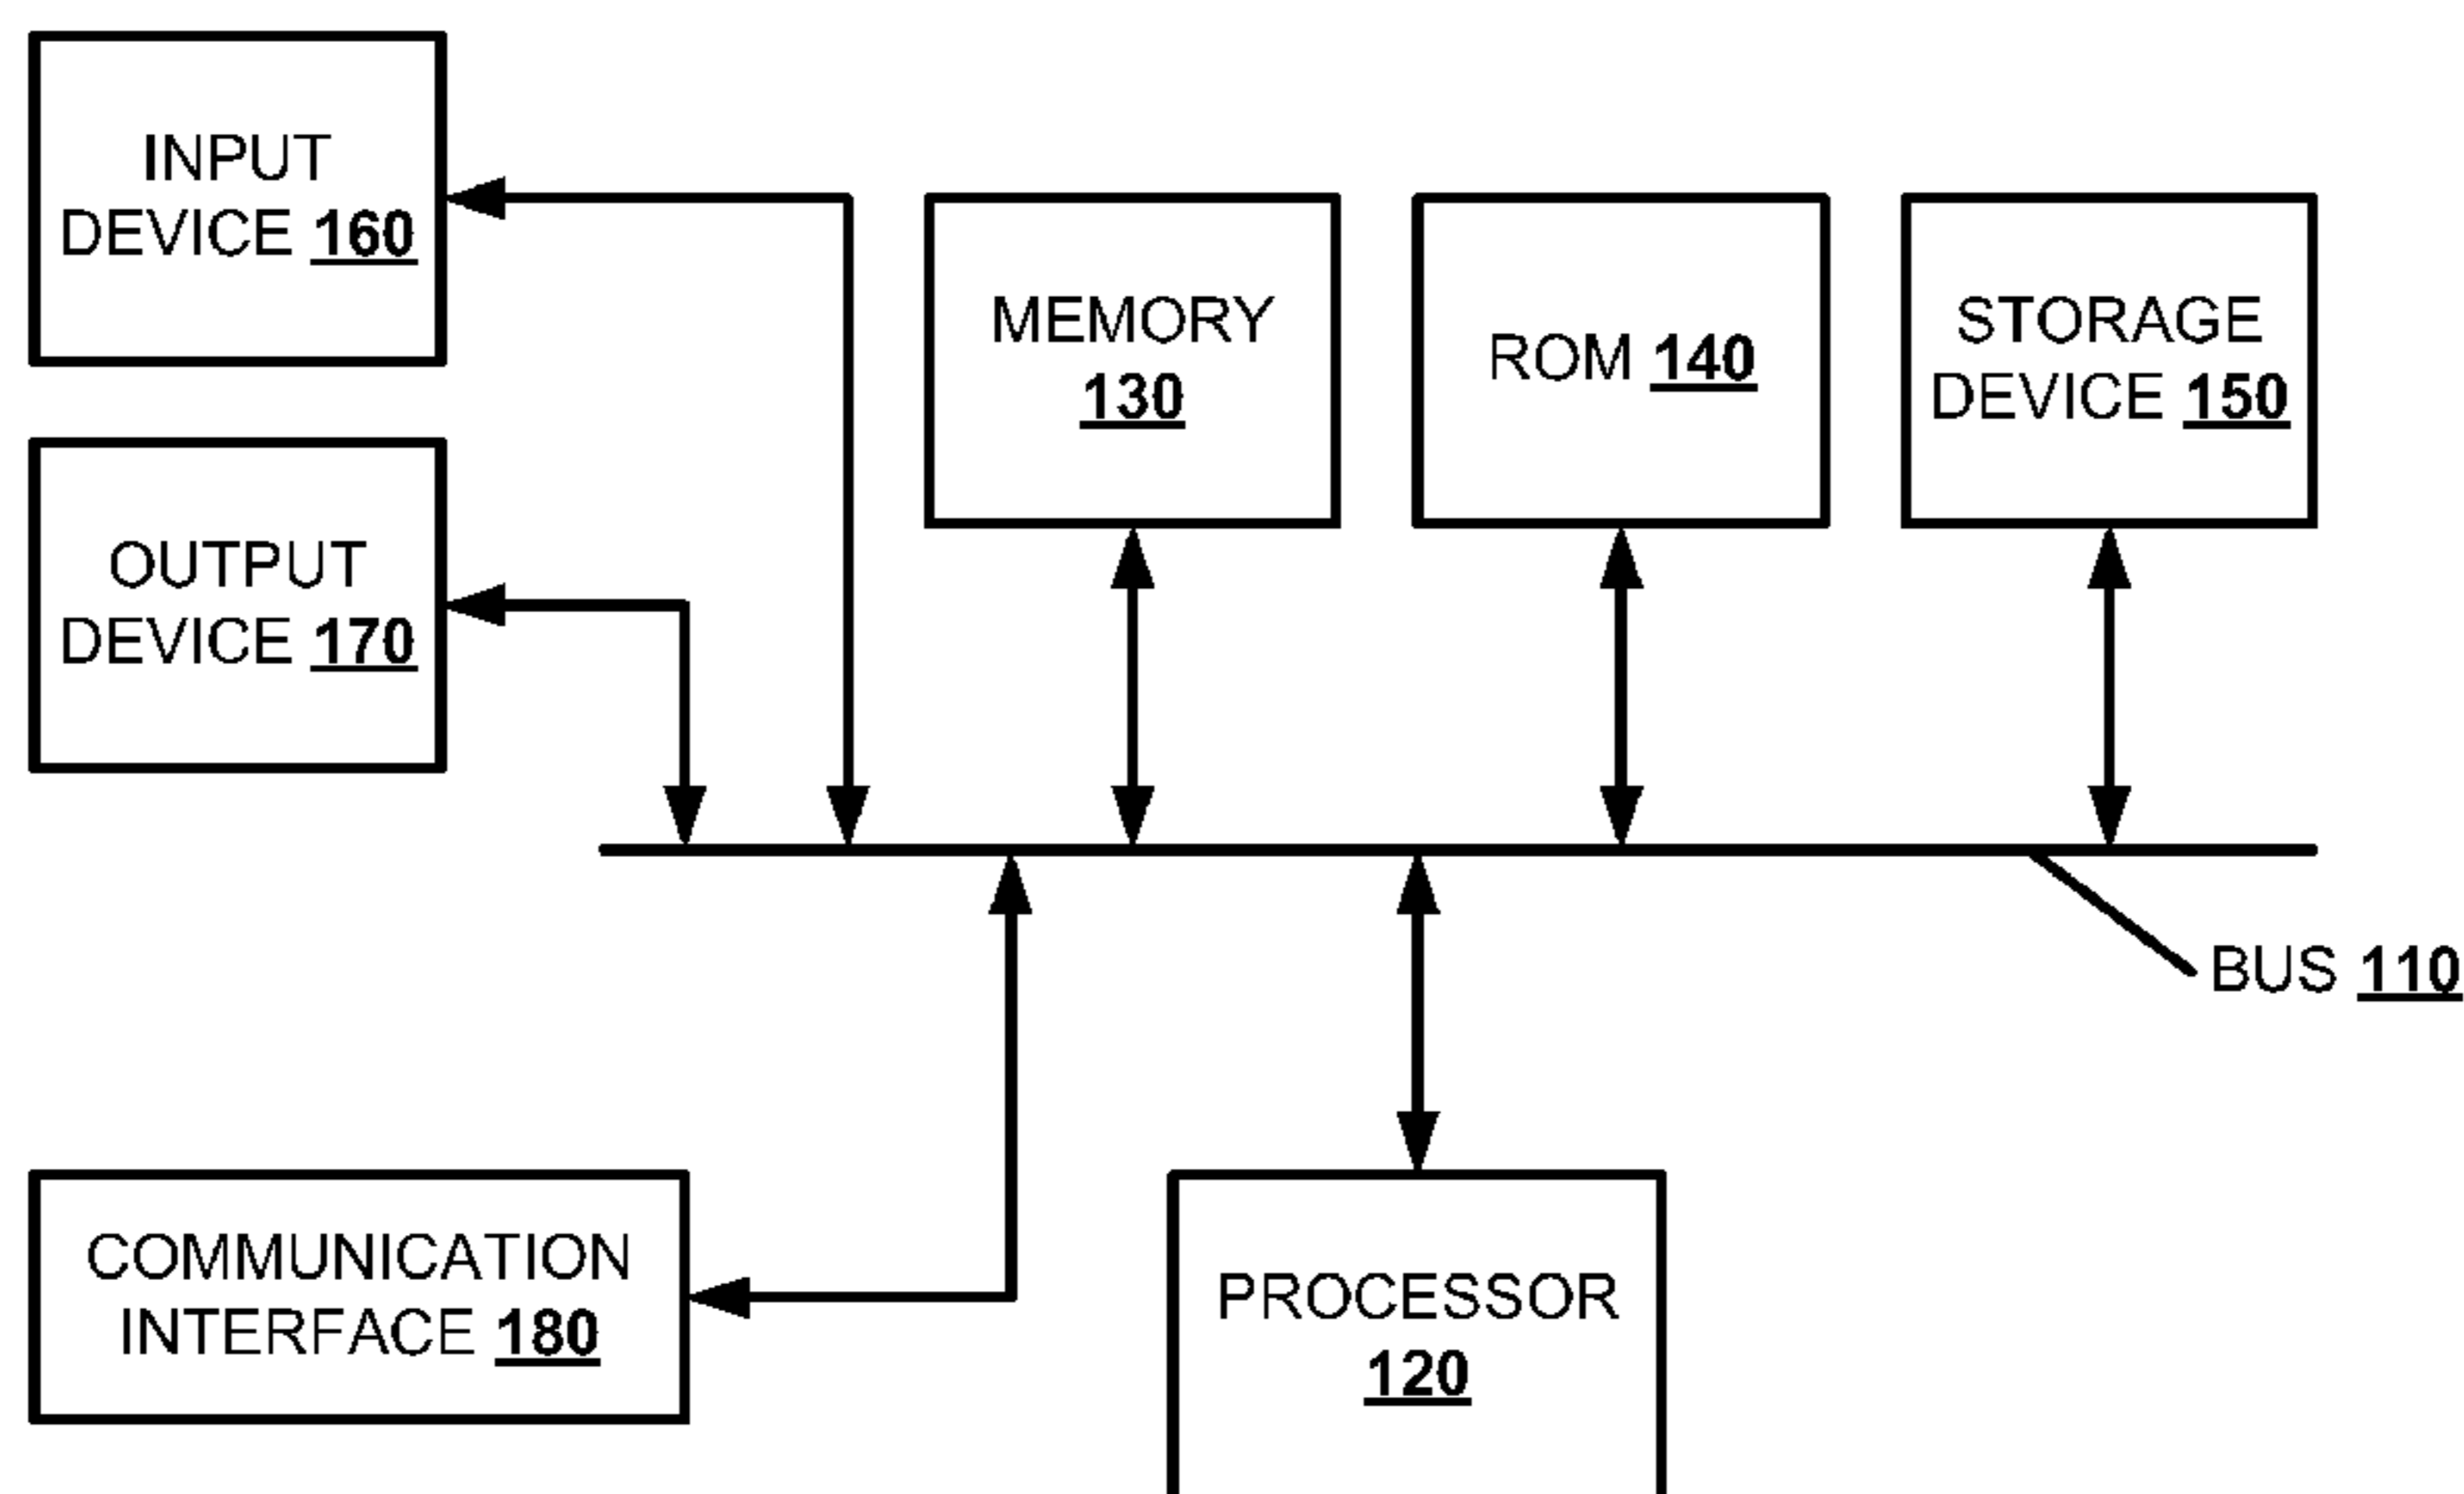 INPUT
DEVICE 160
MEMORY
130
ROM 140
STORAGE
DEVICE 150
OUTPUT
DEVICE 170
BUS 110
COMMUNICATION
INTERFACE 180
PROCESSOR
120